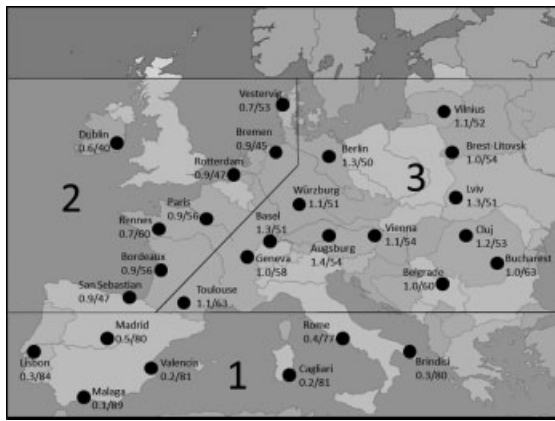 Vestervig
0.7/53
Vilnius
1.1/52
Dublin
0.6/40
Bremen
0.9/45
Berlin
1.3/50
Brest-Litovsk
1.0/54
Rotterdam
0.9/47
2
3
Würzburg
1.1/51
Lviv
1.3/51
Paris
0.9/56
Rennes
0.7/60
Basel
1.3/51
Vienna
1.1/54
Cluj
1.2/53
Augsburg
1.4/54
Geneva
1.0/58
Bordeaux
0.9/56
Bucharest
1.0/63
Belgrade
1.0/60
San Sebastian
0.9/47
Toulouse
1.1/63
Madrid
0.5/80
Rome
0.4/77
Lisbon
0.3/84
Valencia
0.2/81
1
Cagliari
0.2/81
Brindisi
0.3/80
Malaga
0.1/89